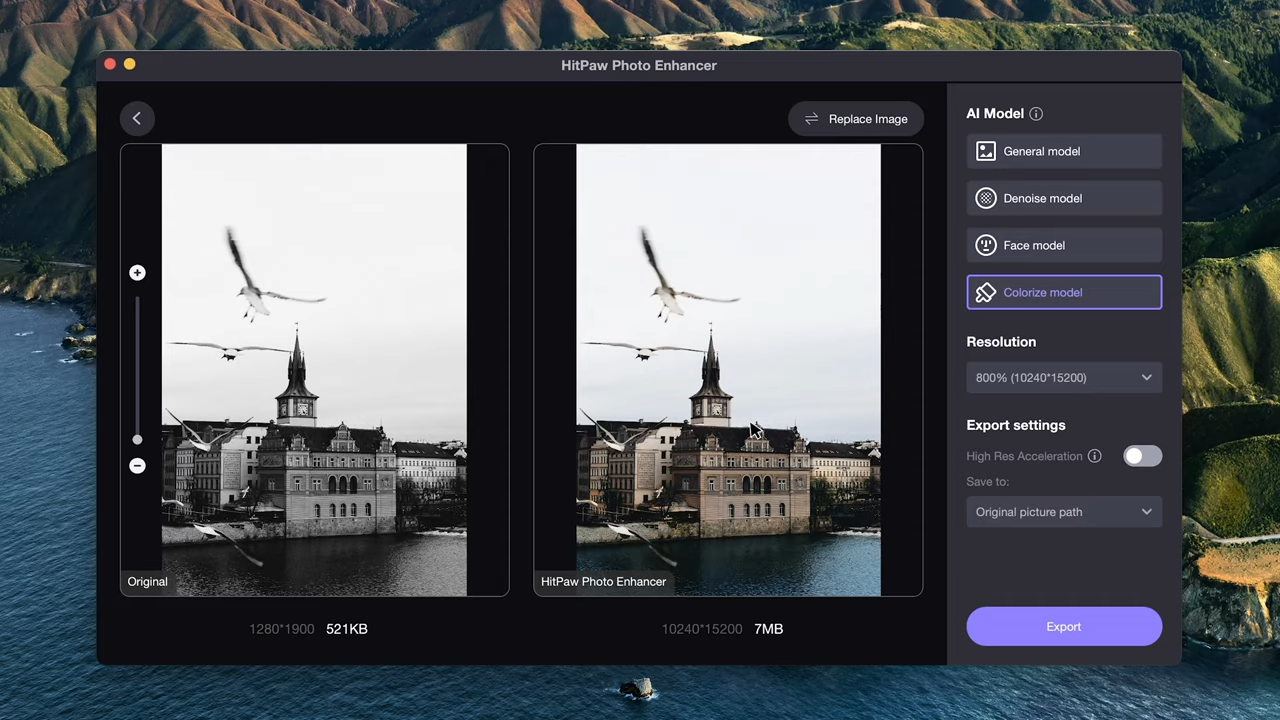 HitPaw Photo Enhancer
Replace Image
Original
1280*1900 521KB
HitPaw Photo Enhancer
10240*15200 7MB
AI Model
General model
Denoise model
Face model
Colorize model
Resolution
800% (10240*15200)
Export settings
High Res Acceleration
Save to:
Original picture path
Export